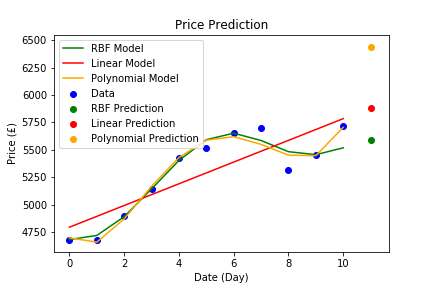 Price Prediction
Price (£)
6500
6250
6000
5750
5500
5250
5000
4750
RBF Model
Linear Model
Polynomial Model
Data
RBF Prediction
Linear Prediction
Polynomial Prediction
0 2 4 6 8 10
Date (Day)